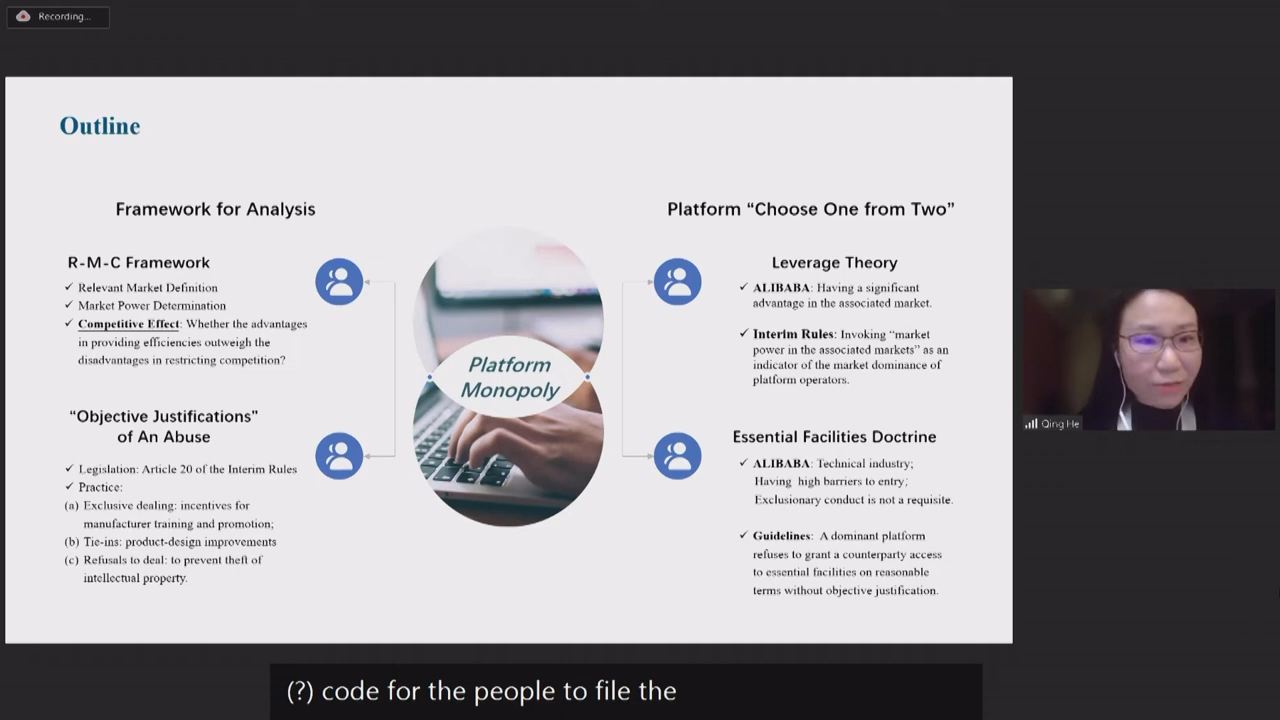 Recording...
Outline
Framework for Analysis
R-M-C Framework
✓ Relevant Market Definition
✓ Market Power Determination
✓ Competitive Effect: Whether the advantages
in providing efficiencies outweigh the
disadvantages in restricting competition?
"Objective Justifications"
of An Abuse
✓ Legislation: Article 20 of the Interim Rules
✓ Practice:
(a) Exclusive dealing: incentives for
manufacturer training and promotion;
(b) Tie-ins: product-design improvements
(c) Refusals to deal: to prevent theft of
intellectual property.
Platform
Monopoly
Platform “Choose One from Two”
Leverage Theory
✓ ALIBABA: Having a significant
advantage in the associated market.
✓ Interim Rules: Invoking “market
power in the associated markets” as an
indicator of the market dominance of
platform operators.
Essential Facilities Doctrine
✓ ALIBABA: Technical industry;
Having high barriers to entry;
Exclusionary conduct is not a requisite.
✓ Guidelines: A dominant platform
refuses to grant a counterparty access
to essential facilities on reasonable
terms without objective justification.
Qing He
(?) code for the people to file the